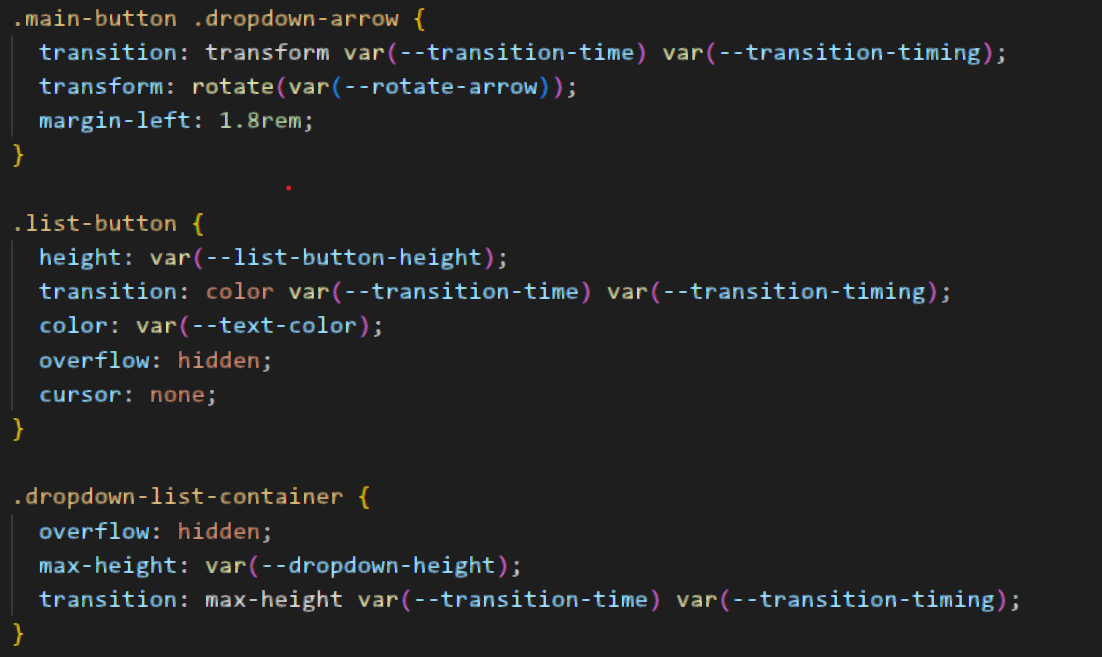 .main-button .dropdown-arrow {
  transition: transform var(--transition-time) var(--transition-timing);
  transform: rotate(var(--rotate-arrow));
  margin-left: 1.8rem;
}
.list-button {
  height: var(--list-button-height);
  transition: color var(--transition-time) var(--transition-timing);
  color: var(--text-color);
  overflow: hidden;
  cursor: none;
}
.dropdown-list-container {
  overflow: hidden;
  max-height: var(--dropdown-height);
  transition: max-height var(--transition-time) var(--transition-timing);
}